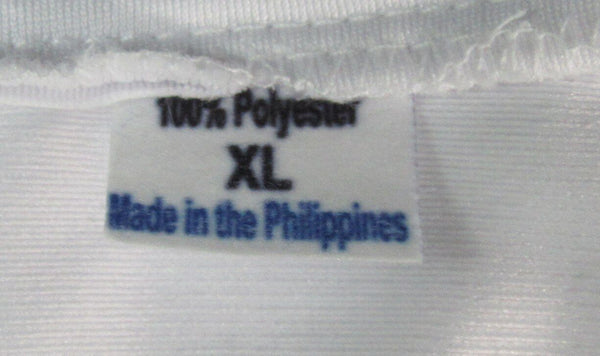 100% Polyester
XL
Made in the Philippines